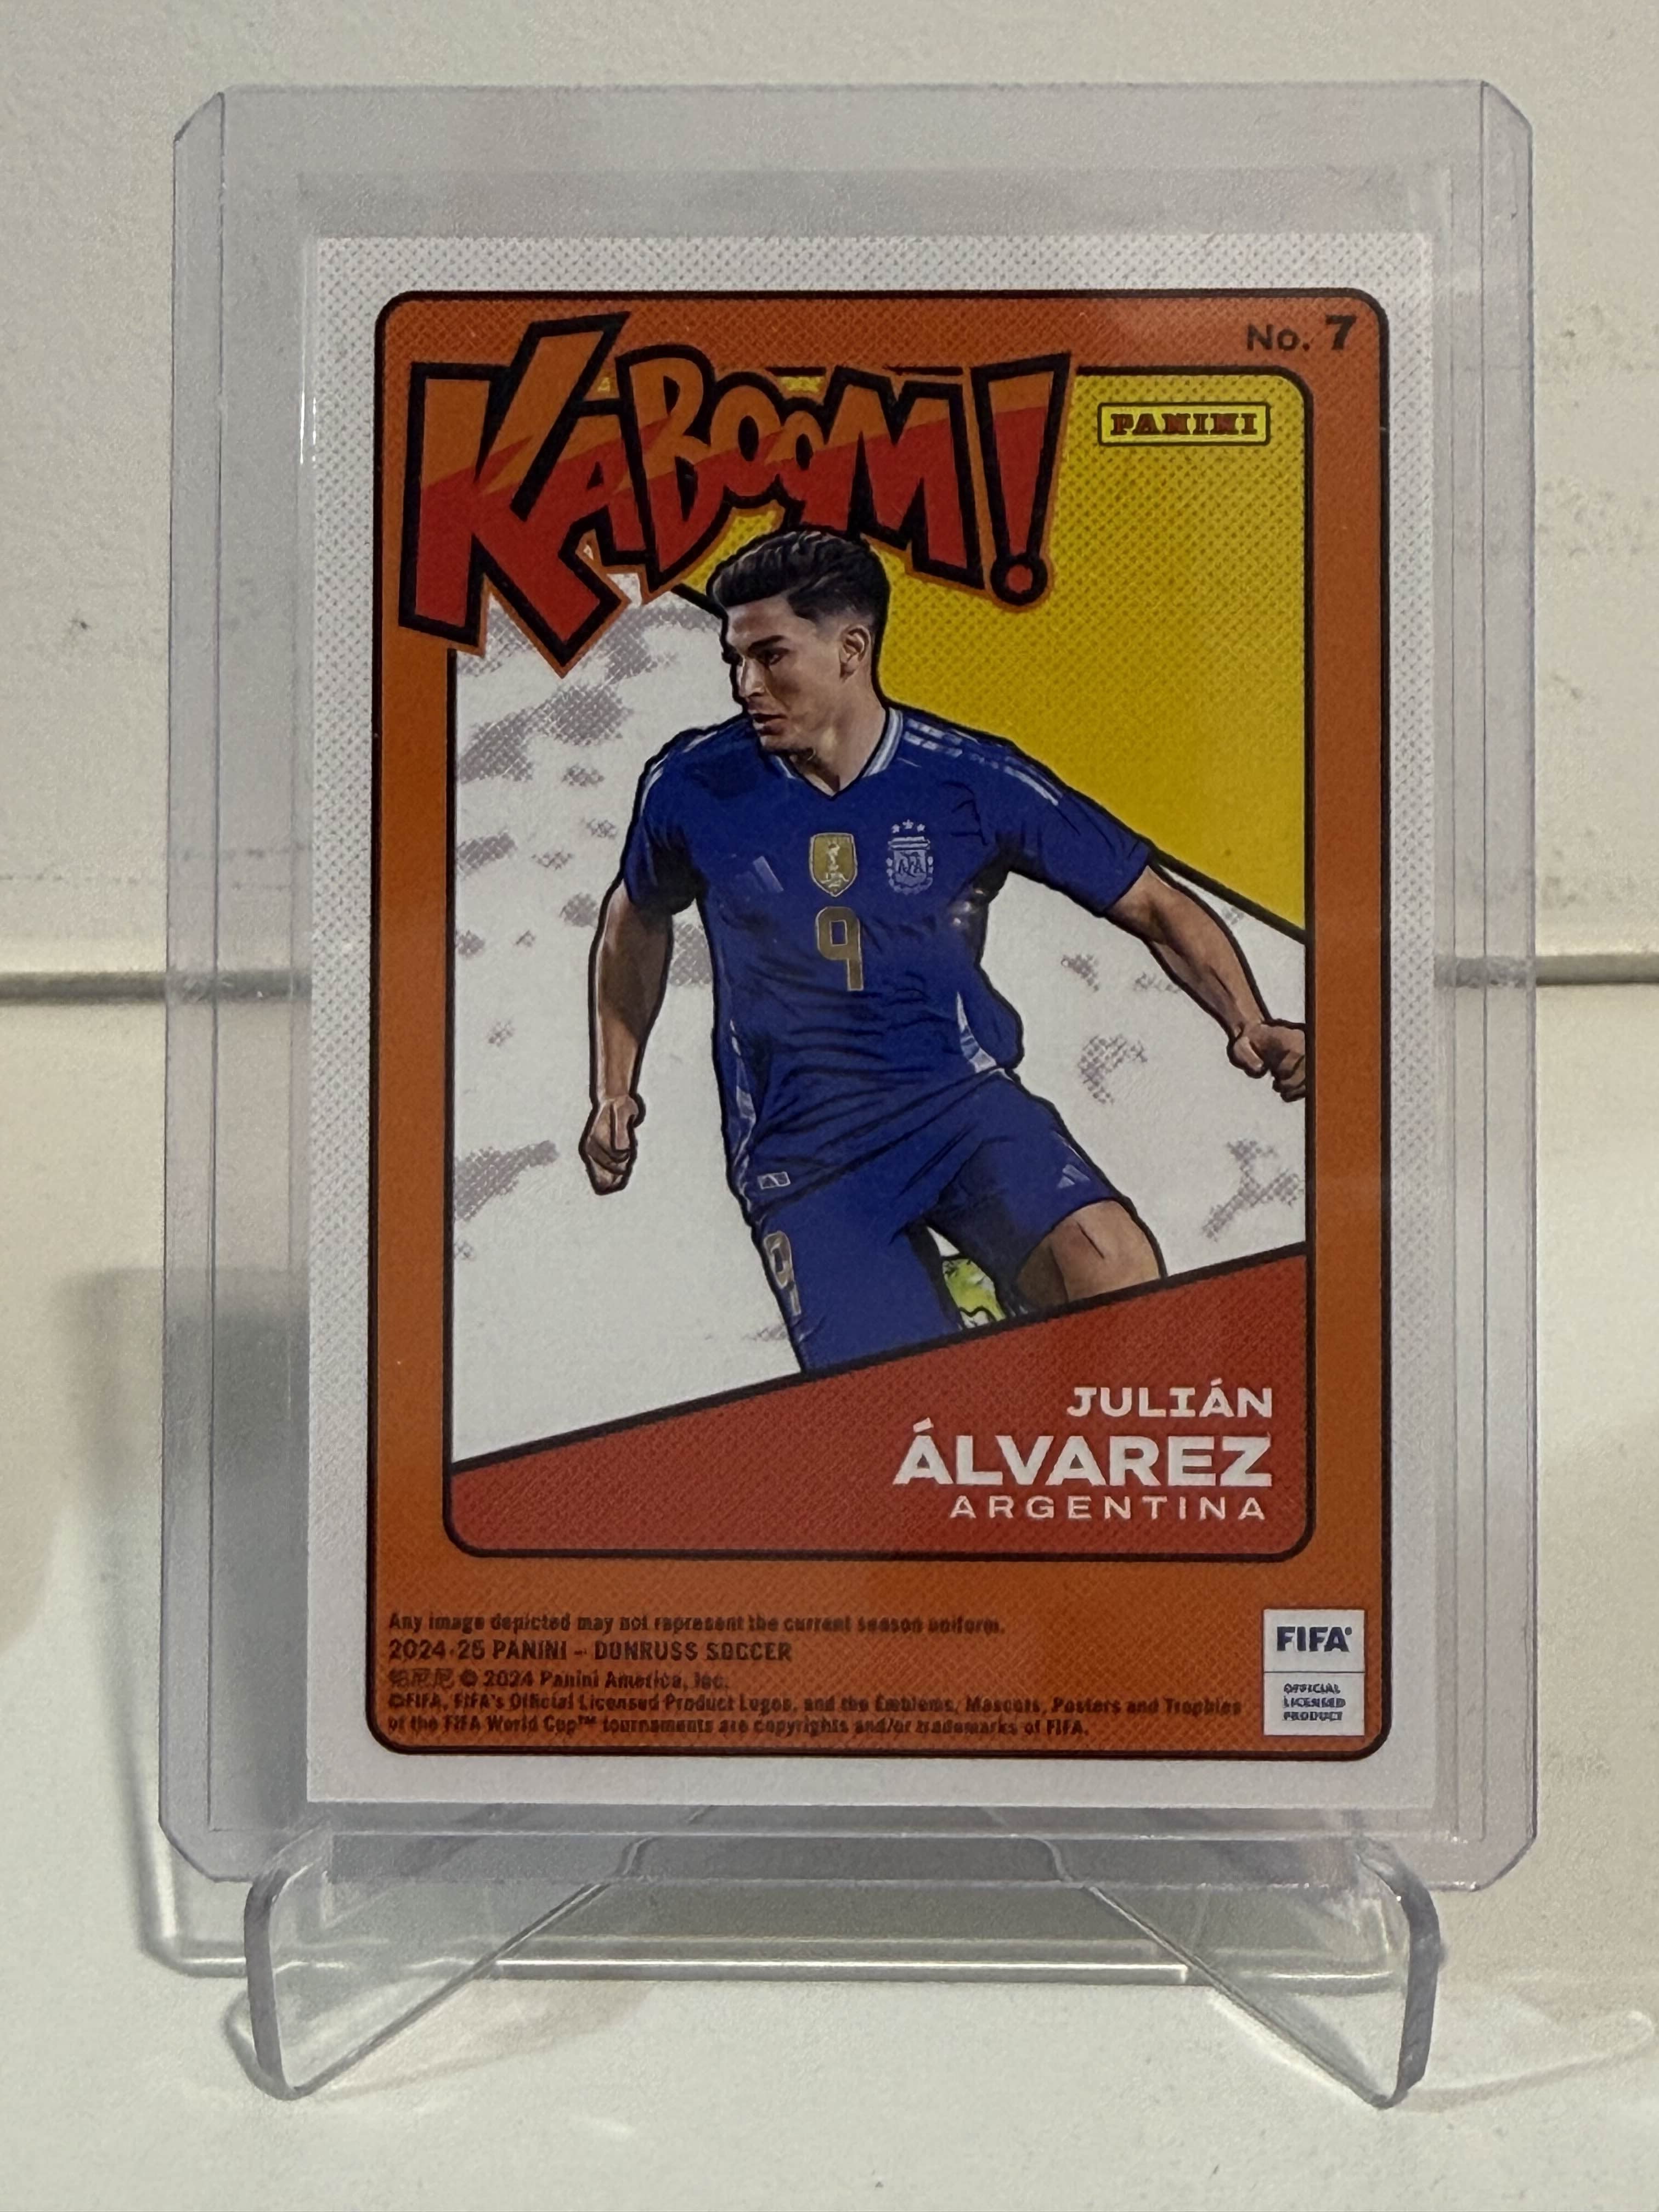 No. 7
KABOOM!
PANINI
AFA
9
9
JULIÁN
ÁLVAREZ
ARGENTINA
Any image depicted may not represent the current season uniform.
2024-25 PANINI - DONRUSS SOCCER
帕尼尼 © 2024 Panini America, Inc.
©FIFA, FIFA's Official Licensed Product Logos, and the Emblems, Mascots, Posters and Trophies
of the FIFA World Cup™ tournaments are copyrights and/or trademarks of FIFA.
FIFA®
OFFICIAL
LICENSED
PRODUCT